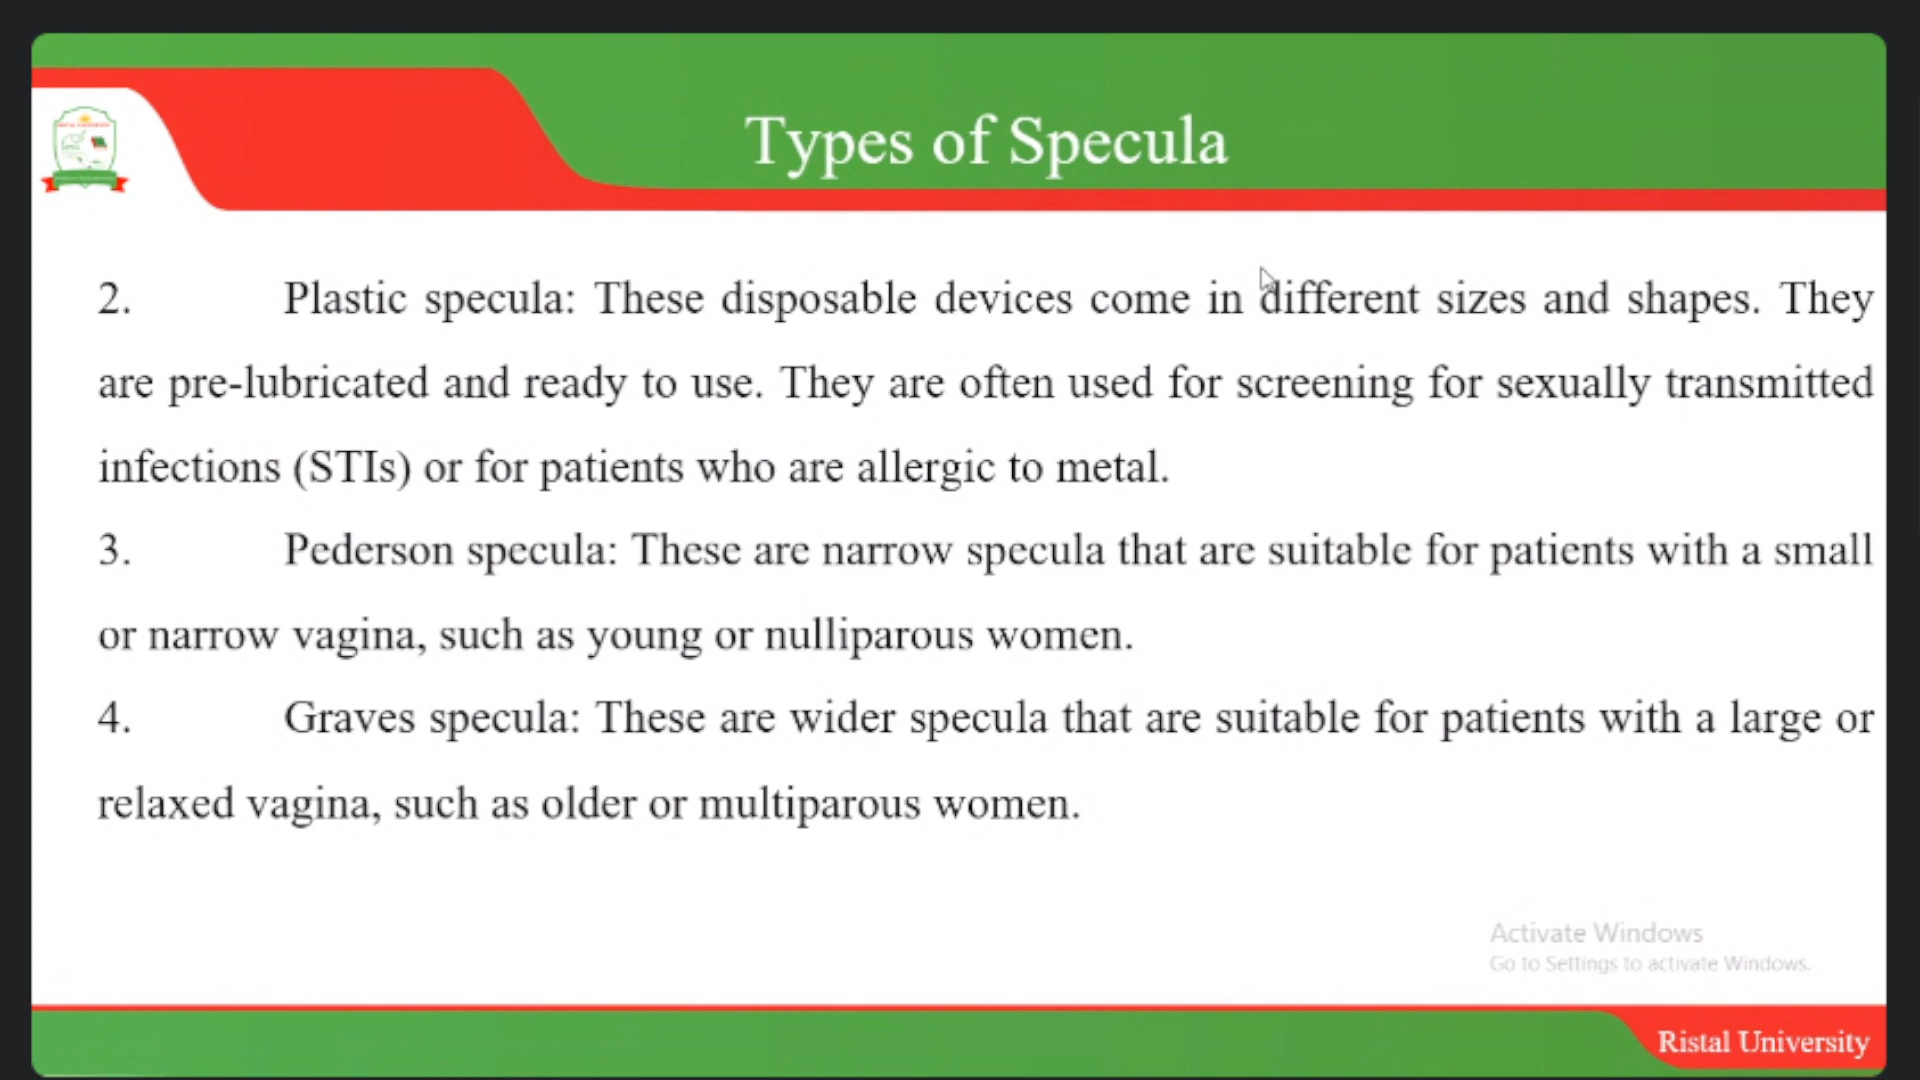 Types of Specula
2. Plastic specula: These disposable devices come in different sizes and shapes. They
are pre-lubricated and ready to use. They are often used for screening for sexually transmitted
infections (STIs) or for patients who are allergic to metal.
3. Pederson specula: These are narrow specula that are suitable for patients with a small
or narrow vagina, such as young or nulliparous women.
4. Graves specula: These are wider specula that are suitable for patients with a large or
relaxed vagina, such as older or multiparous women.
Activate Windows
Go to Settings to activate Windows.
Ristal University